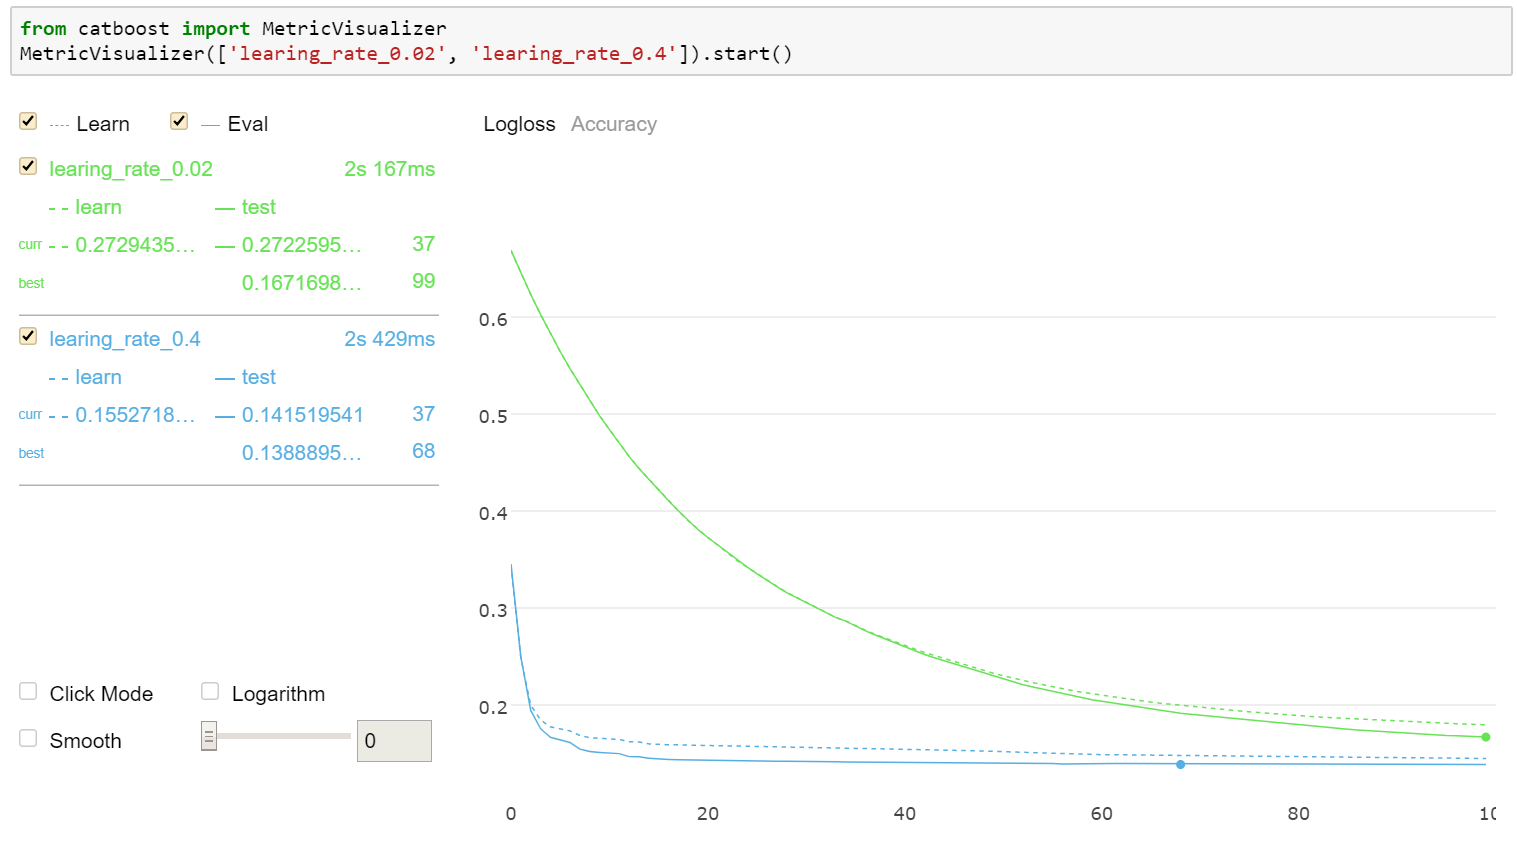 from catboost import MetricVisualizer
MetricVisualizer(['learing_rate_0.02', 'learing_rate_0.4']).start()
Learn Eval
Logloss Accuracy
learing_rate_0.02 2s 167ms
learn test
curr 0.2729435... 0.2722595... 37
best 0.1671698... 99
learing_rate_0.4 2s 429ms
learn test
curr 0.1552718... 0.141519541 37
best 0.1388895... 68
Click Mode Logarithm
Smooth 0
0.6
0.5
0.4
0.3
0.2
0 20 40 60 80 10